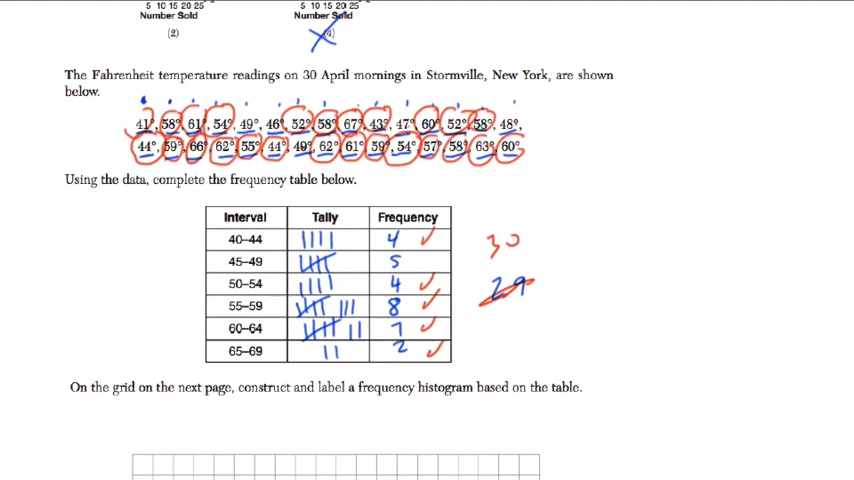 5 10 15 20 25 5 10 15 20 25
Number Sold Number Sold
(2) (4)
The Fahrenheit temperature readings on 30 April mornings in Stormville, New York, are shown
below.
41°, 58°, 61°, 54°, 49°, 46°, 52°, 58°, 67°, 43°, 47°, 60°, 52°, 58°, 48°,
44°, 59°, 66°, 62°, 55°, 44°, 49°, 62°, 61°, 59°, 54°, 57°, 58°, 63°, 60°.
Using the data, complete the frequency table below.
Interval Tally Frequency
40–44 4
45–49 5
30
50–54 4
29
55–59 8
60–64 7
65–69 2
On the grid on the next page, construct and label a frequency histogram based on the table.